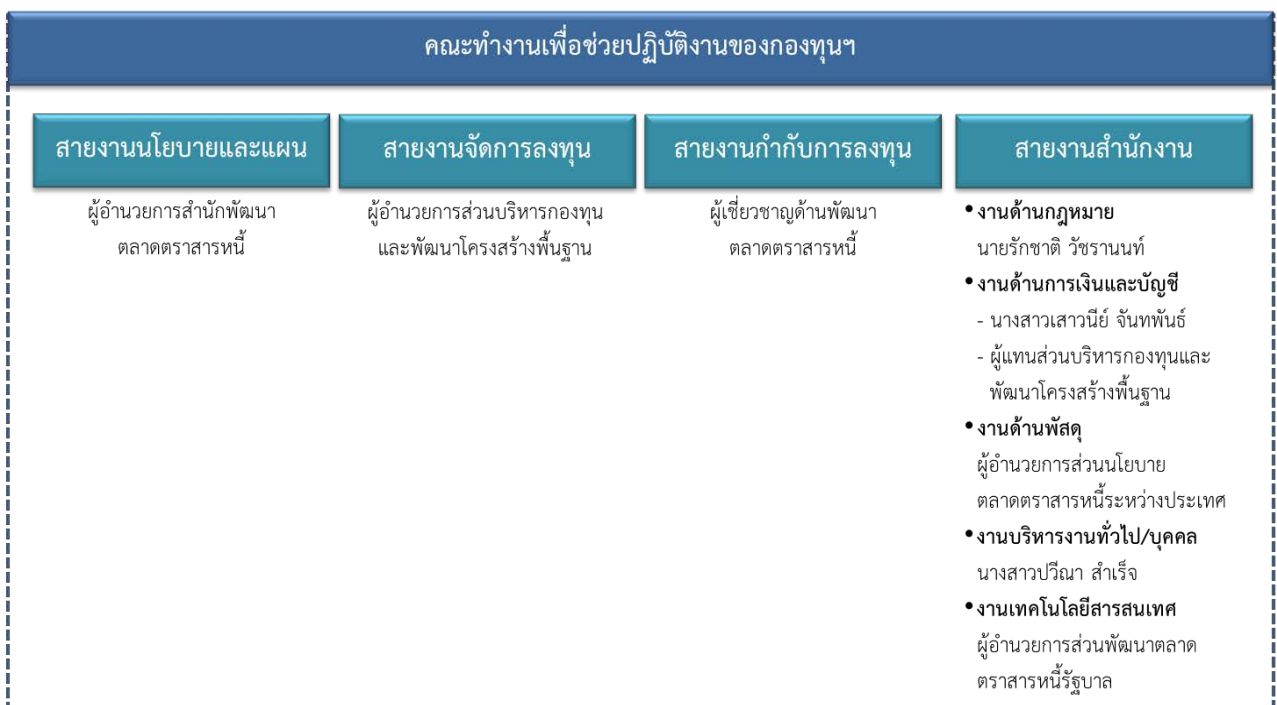 คณะทำงานเพื่อช่วยปฏิบัติงานของกองทุนฯ
สายงานนโยบายและแผน
ผู้อำนวยการสำนักพัฒนา
ตลาดตราสารหนี้
สายงานจัดการลงทุน
ผู้อำนวยการส่วนบริหารกองทุน
และพัฒนาโครงสร้างพื้นฐาน
สายงานกำกับการลงทุน
ผู้เชี่ยวชาญด้านพัฒนา
ตลาดตราสารหนี้
สายงานสำนักงาน
•งานด้านกฎหมาย
นายรักชาติ วัชรานนท์
•งานด้านการเงินและบัญชี
- นางสาวเสาวนีย์ จันทพันธ์
- ผู้แทนส่วนบริหารกองทุนและ
พัฒนาโครงสร้างพื้นฐาน
•งานด้านพัสดุ
ผู้อำนวยการส่วนนโยบาย
ตลาดตราสารหนี้ระหว่างประเทศ
•งานบริหารงานทั่วไป/บุคคล
นางสาวปวีณา สำเร็จ
•งานเทคโนโลยีสารสนเทศ
ผู้อำนวยการส่วนพัฒนาตลาด
ตราสารหนี้รัฐบาล